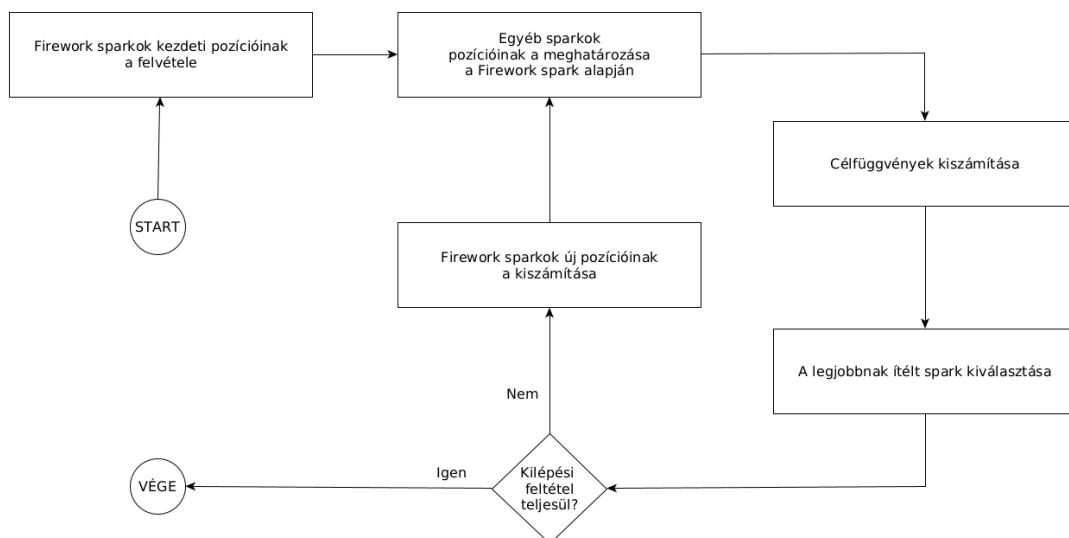 Firework sparkok kezdeti pozícióinak
a felvétele
Egyéb sparkok
pozícióinak a meghatározása
a Firework spark alapján
Célfüggvények kiszámítása
START
Firework sparkok új pozícióinak
a kiszámítása
A legjobbnak ítélt spark kiválasztása
Nem
Igen
Kilépési
feltétel
teljesül?
VÉGE